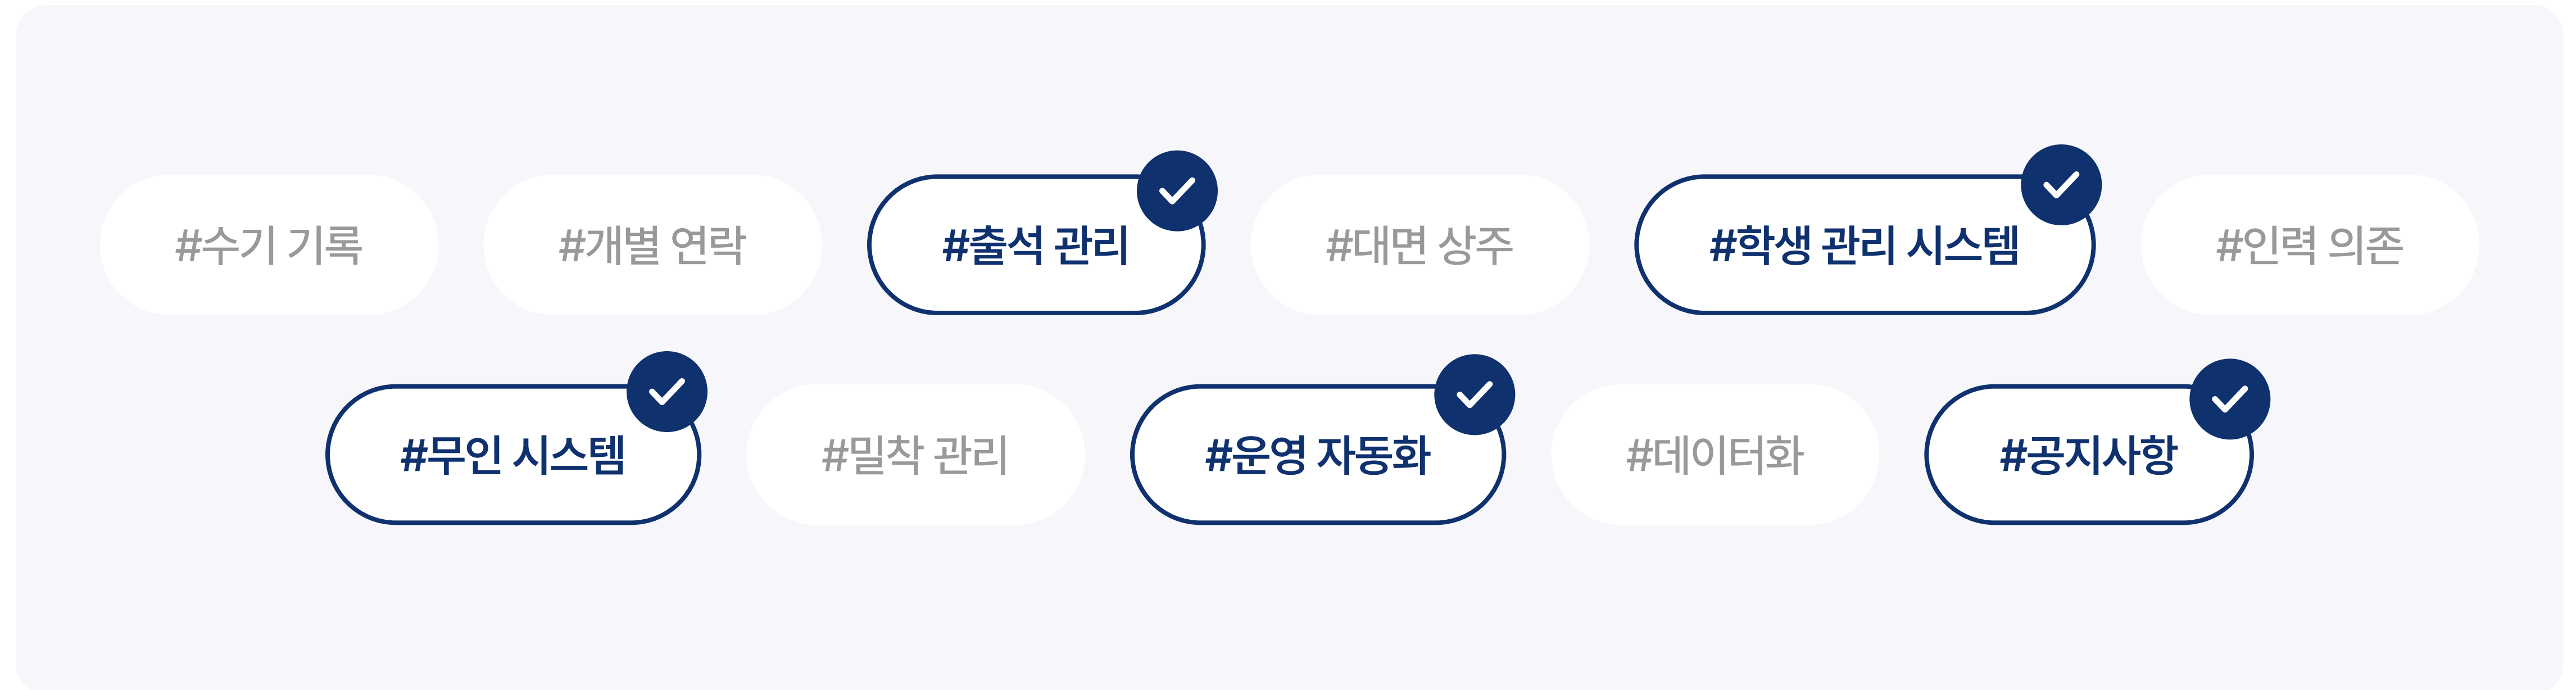 #수기 기록 #개별 연락 #출석 관리 #대면 상주 #학생 관리 시스템 #인력 의존
#무인 시스템 #밀착 관리 #운영 자동화 #데이터화 #공지사항